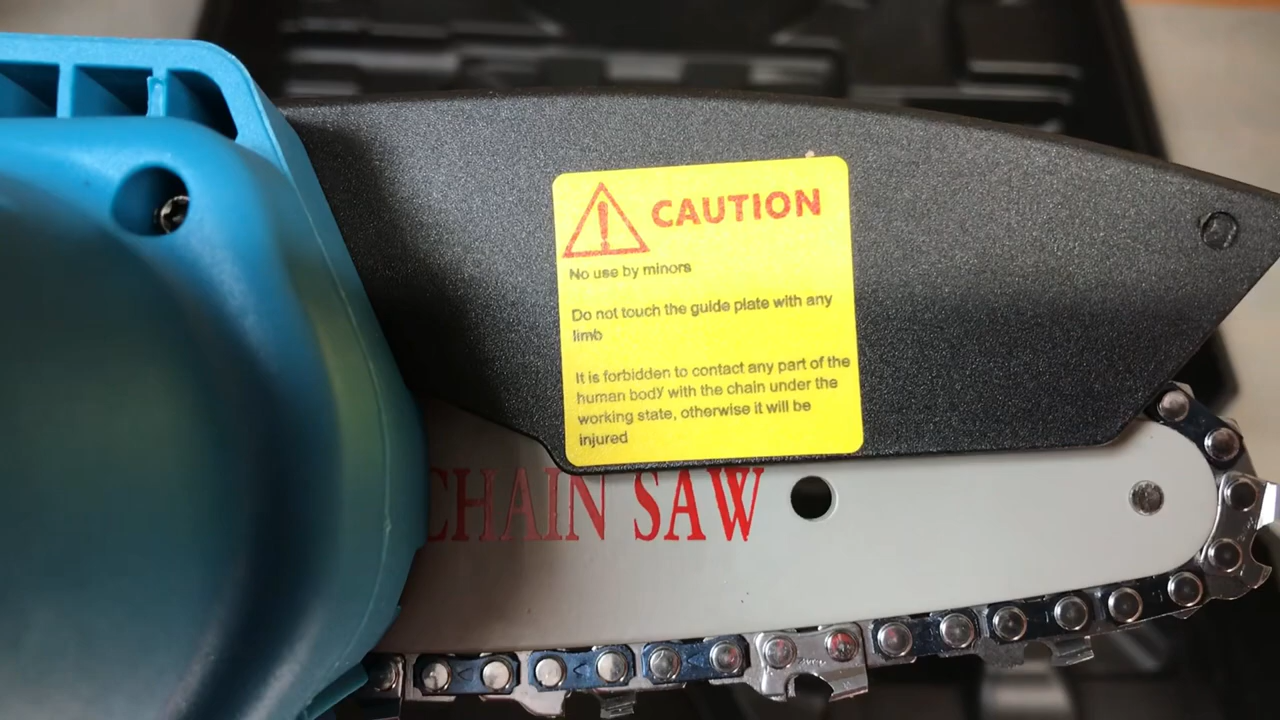 CAUTION
No use by minors
Do not touch the guide plate with any
limb
It is forbidden to contact any part of the
human body with the chain under the
working state, otherwise it will be
injured
CHAIN SAW